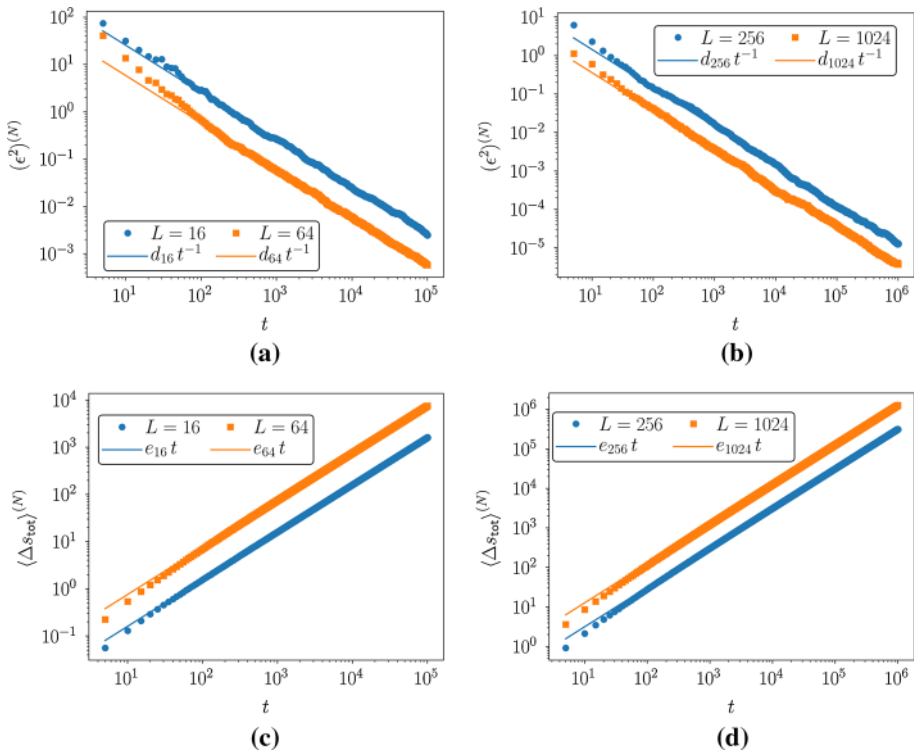 10^2
10^1
10^0
10^-1
10^-2
10^-3
(ϵ^2)^(N)
L = 16 L = 64
d_16 t^-1 d_64 t^-1
10^1 10^2 10^3 10^4 10^5
t
(a)
10^1
10^0
10^-1
10^-2
10^-3
10^-4
10^-5
(ϵ^2)^(N)
L = 256 L = 1024
d_256 t^-1 d_1024 t^-1
10^1 10^2 10^3 10^4 10^5 10^6
t
(b)
10^4
10^3
10^2
10^1
10^0
10^-1
⟨Δs_tot⟩^(N)
L = 16 L = 64
e_16 t e_64 t
10^1 10^2 10^3 10^4 10^5
t
(c)
10^6
10^5
10^4
10^3
10^2
10^1
10^0
⟨Δs_tot⟩^(N)
L = 256 L = 1024
e_256 t e_1024 t
10^1 10^2 10^3 10^4 10^5 10^6
t
(d)